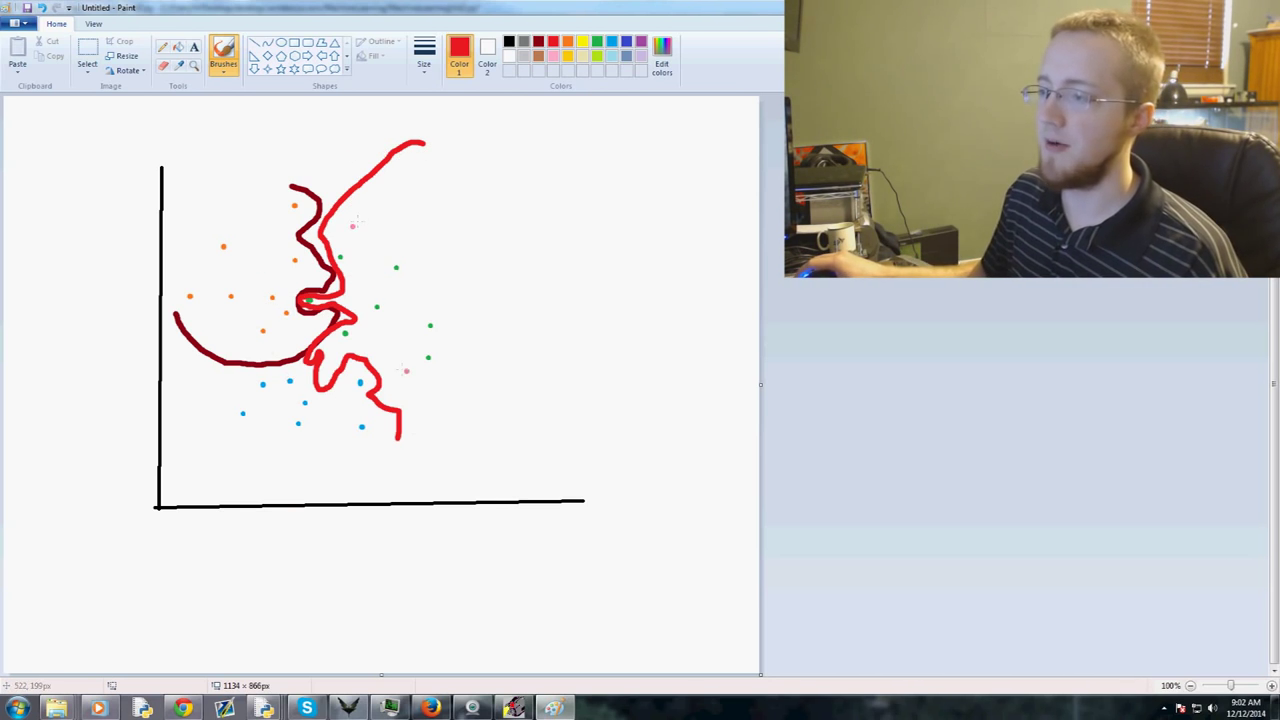 Untitled - Paint
Home View
Paste
Cut
Copy
Clipboard
Select
Crop
Resize
Rotate
Image
Tools
Brushes
Outline
Fill
Shapes
Size
Color
1
Color
2
Edit
colors
Colors
522, 199px
1134 × 866px
100%
9:02 AM
12/12/2014